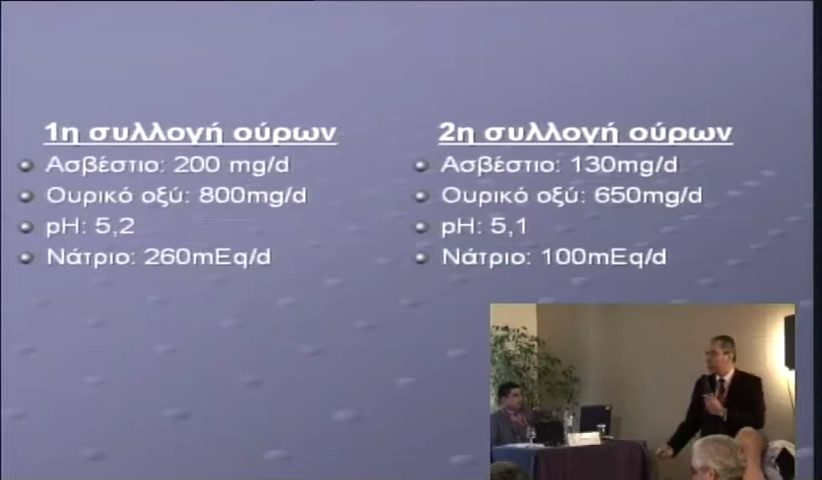 1η συλλογή ούρων
Ασβέστιο: 200 mg/d
Ουρικό οξύ: 800mg/d
pH: 5,2
Νάτριο: 260mEq/d
2η συλλογή ούρων
Ασβέστιο: 130mg/d
Ουρικό οξύ: 650mg/d
pH: 5,1
Νάτριο: 100mEq/d